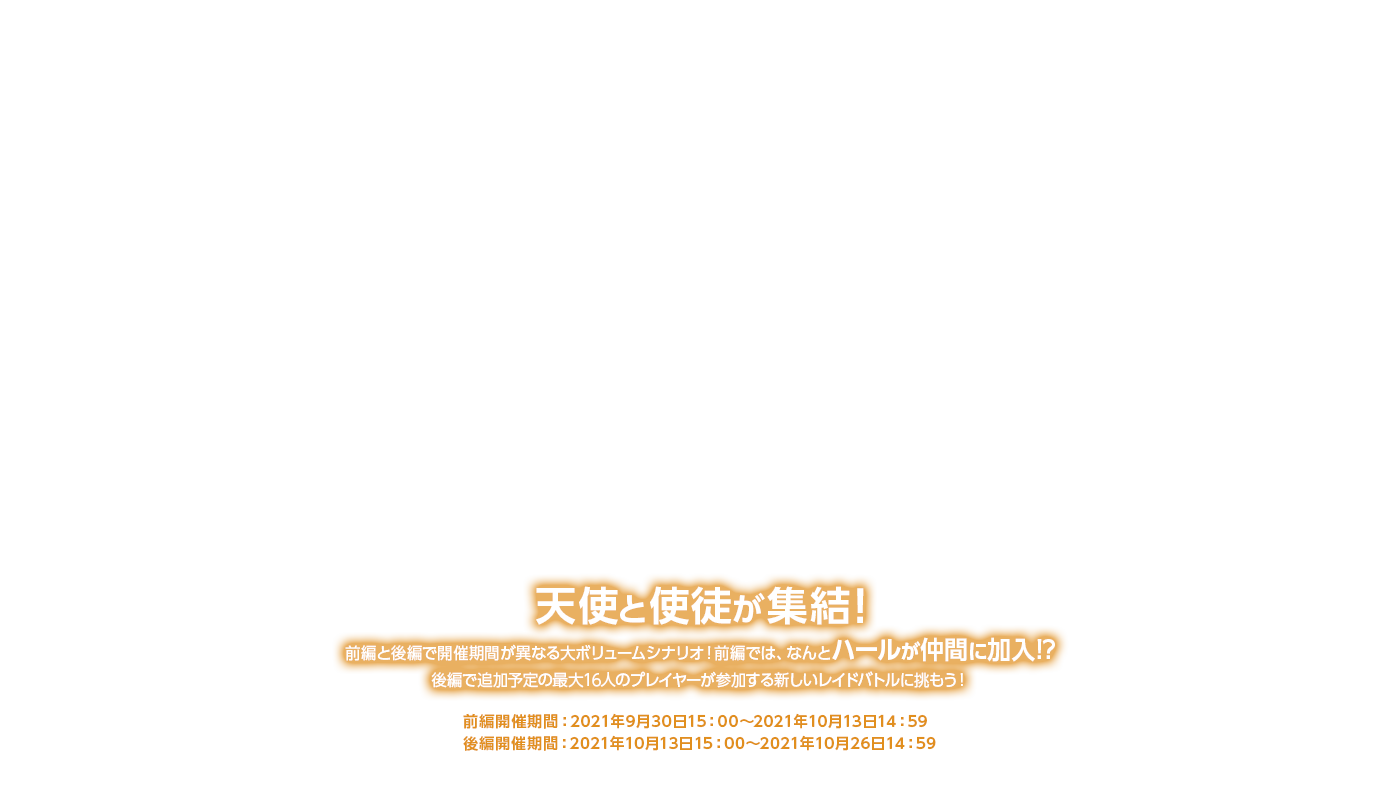 天使と使徒が集結！
前編と後編で開催期間が異なる大ボリュームシナリオ！前編では、なんとハールが仲間に加入!?
後編で追加予定の最大16人のプレイヤーが参加する新しいレイドバトルに挑もう！
前編開催期間：2021年9月30日15：00～2021年10月13日14：59
後編開催期間：2021年10月13日15：00～2021年10月26日14：59